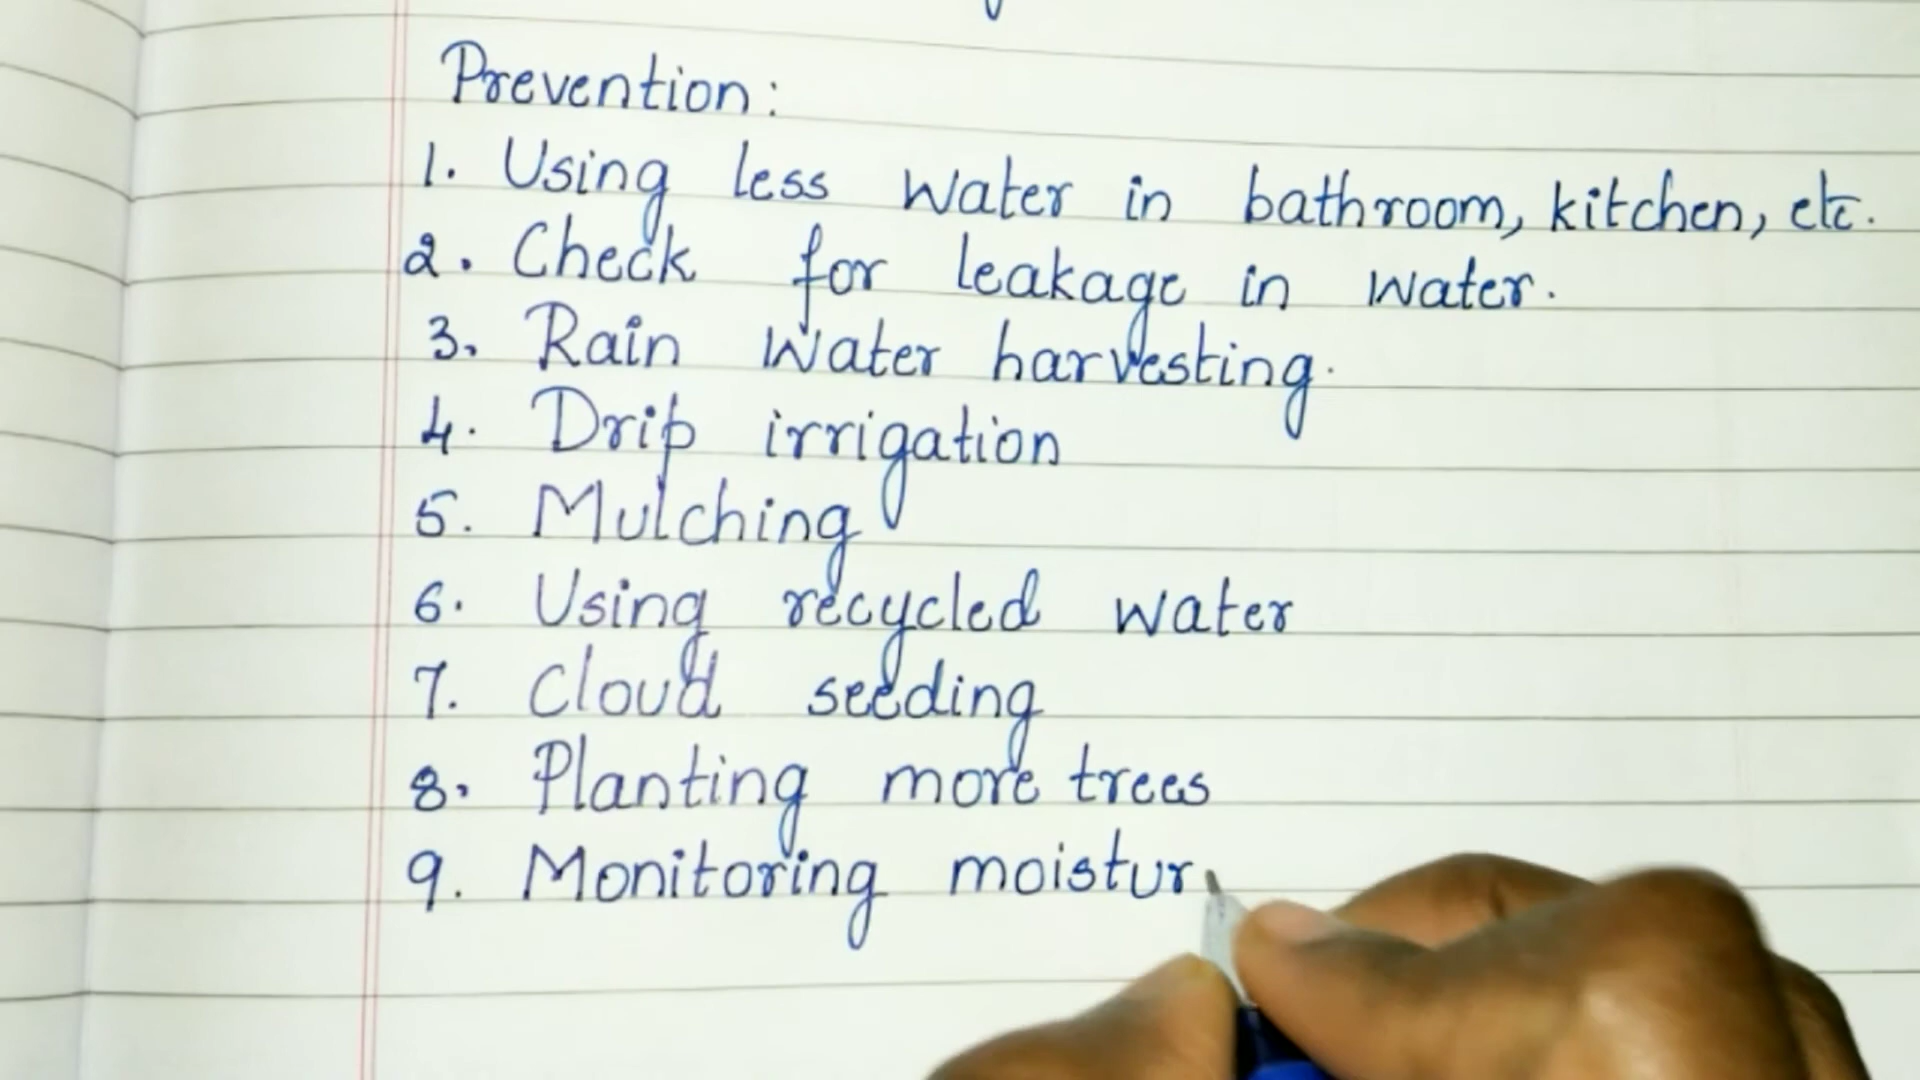 Prevention:
1. Using less water in bathroom, kitchen, etc.
2. Check for leakage in water.
3. Rain water harvesting.
4. Drip irrigation
5. Mulching
6. Using recycled water
7. Cloud seeding
8. Planting more trees
9. Monitoring moistur